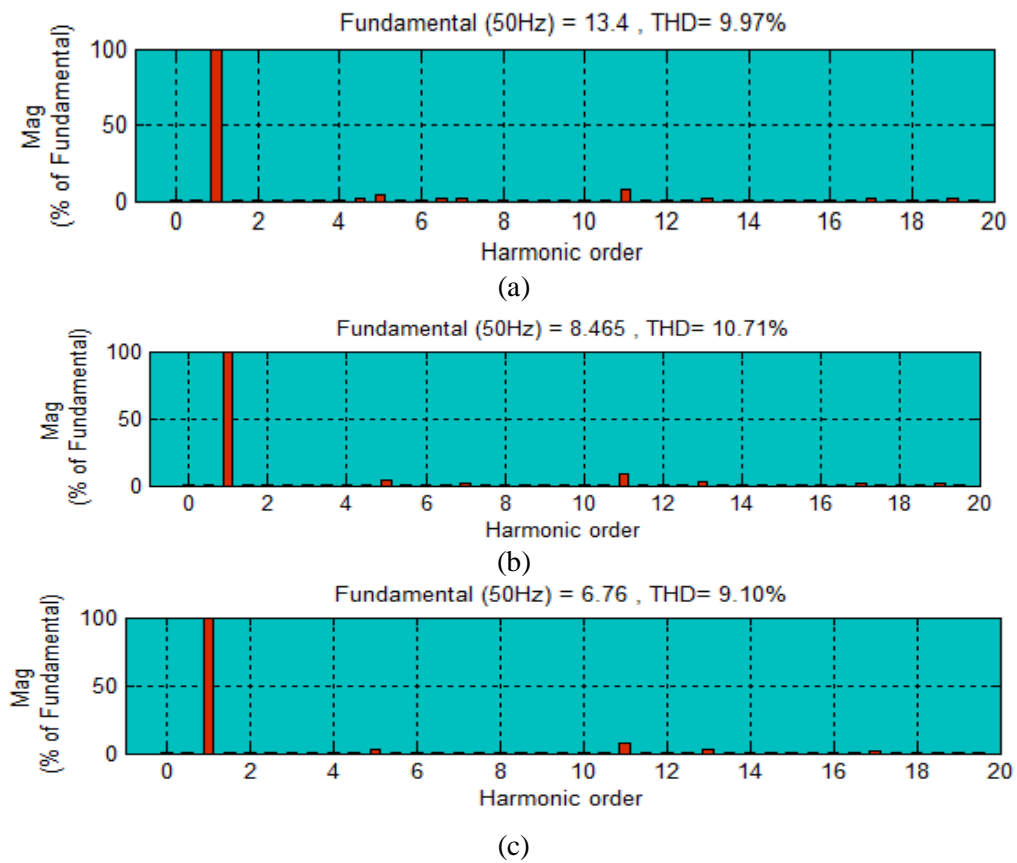 Fundamental (50Hz) = 13.4 , THD= 9.97%
Mag
(% of Fundamental)
100
50
0
0 2 4 6 8 10 12 14 16 18 20
Harmonic order
(a)
Fundamental (50Hz) = 8.465 , THD= 10.71%
Mag
(% of Fundamental)
100
50
0
0 2 4 6 8 10 12 14 16 18 20
Harmonic order
(b)
Fundamental (50Hz) = 6.76 , THD= 9.10%
Mag
(% of Fundamental)
100
50
0
0 2 4 6 8 10 12 14 16 18 20
Harmonic order
(c)